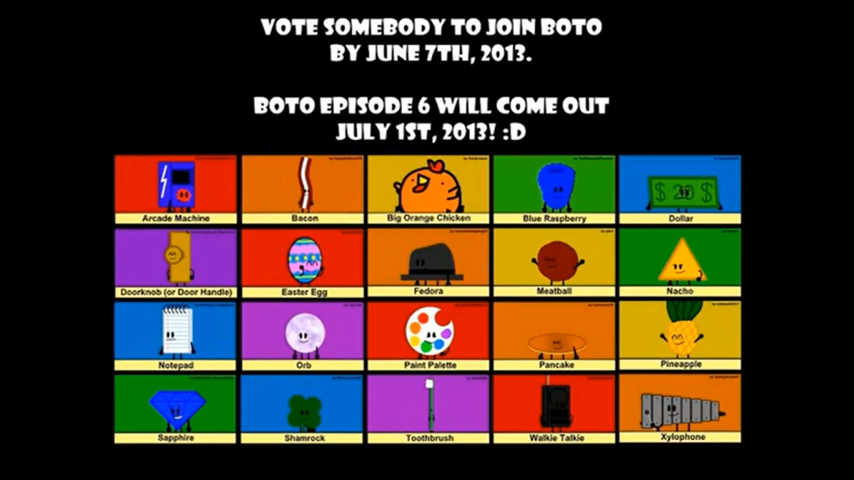 VOTE SOMEBODY TO JOIN BOTO
BY JUNE 7TH, 2013.
BOTO EPISODE 6 WILL COME OUT
JULY 1ST, 2013! :D
Arcade Machine
Bacon
Big Orange Chicken
Blue Raspberry
$ 20 $
Dollar
Doorknob (or Door Handle)
Easter Egg
Fedora
Meatball
Nacho
Notepad
Orb
Paint Palette
Pancake
Pineapple
Sapphire
Shamrock
Toothbrush
Walkie Talkie
Xylophone